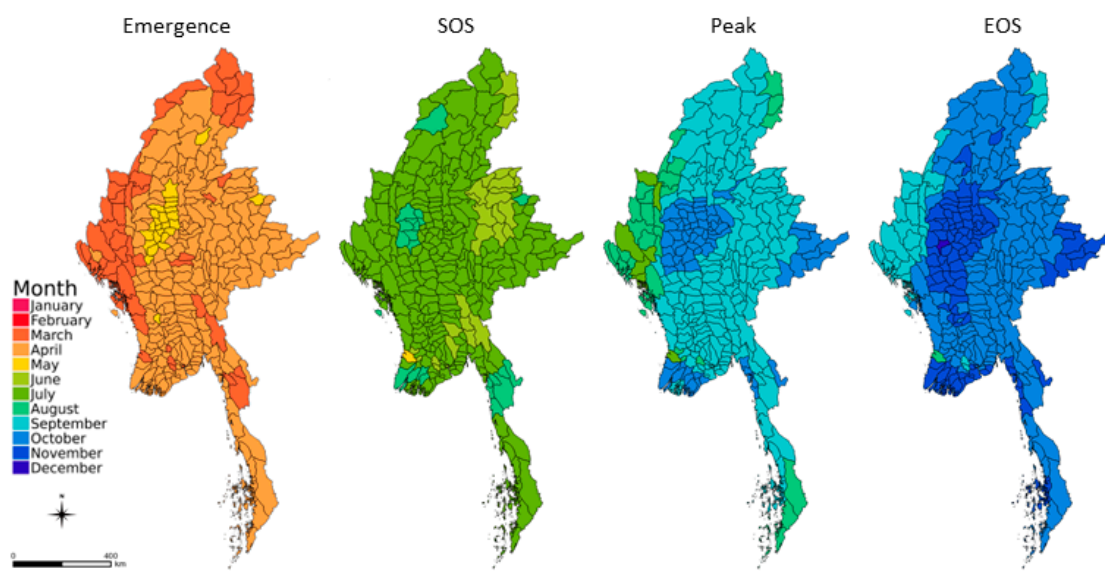 Emergence
SOS
Peak
EOS
Month
January
February
March
April
May
June
July
August
September
October
November
December
N
0 400
km